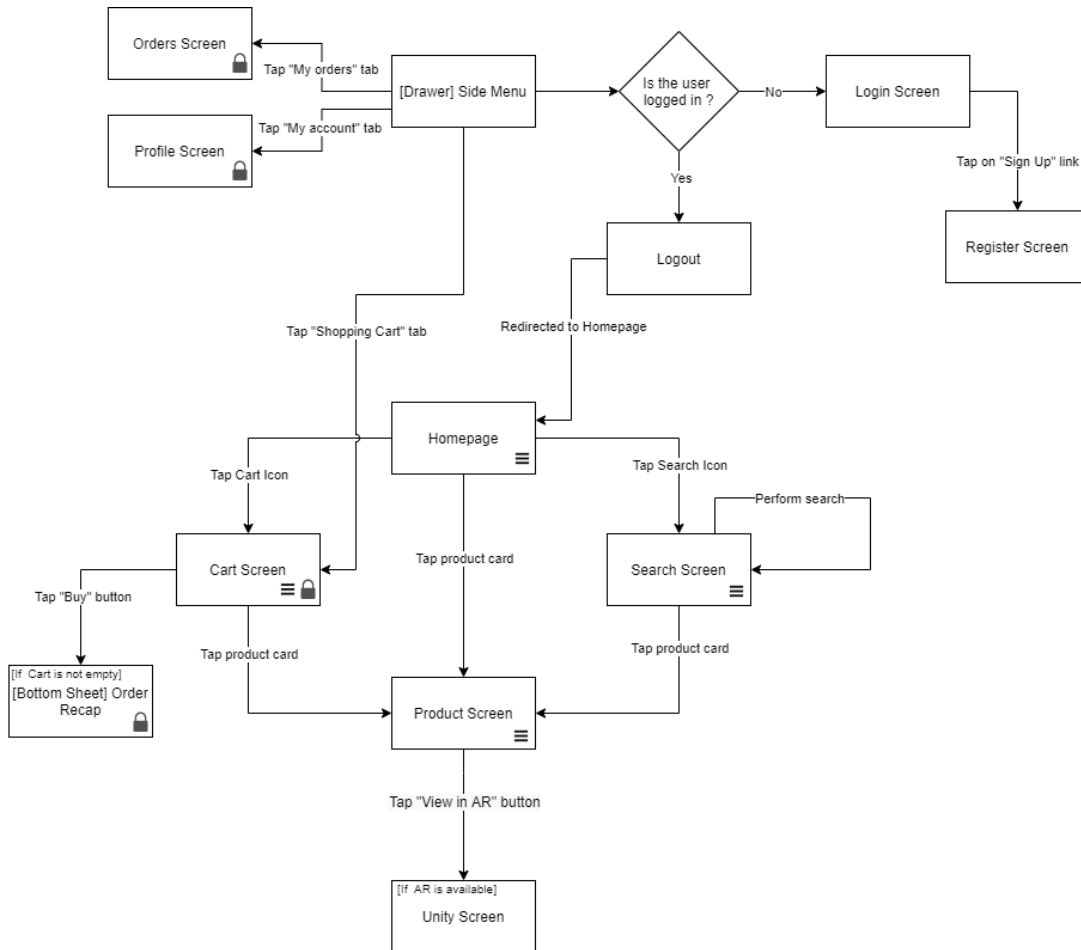 Orders Screen
Tap "My orders" tab
[Drawer] Side Menu
Is the user
logged in ?
No
Login Screen
Tap "My account" tab
Profile Screen
Yes
Tap on "Sign Up" link
Register Screen
Logout
Redirected to Homepage
Tap "Shopping Cart" tab
Homepage
Tap Cart Icon
Tap Search Icon
Perform search
Tap product card
Cart Screen
Search Screen
Tap "Buy" button
Tap product card
Tap product card
[If Cart is not empty]
[Bottom Sheet] Order
Recap
Product Screen
Tap "View in AR" button
[If AR is available]
Unity Screen